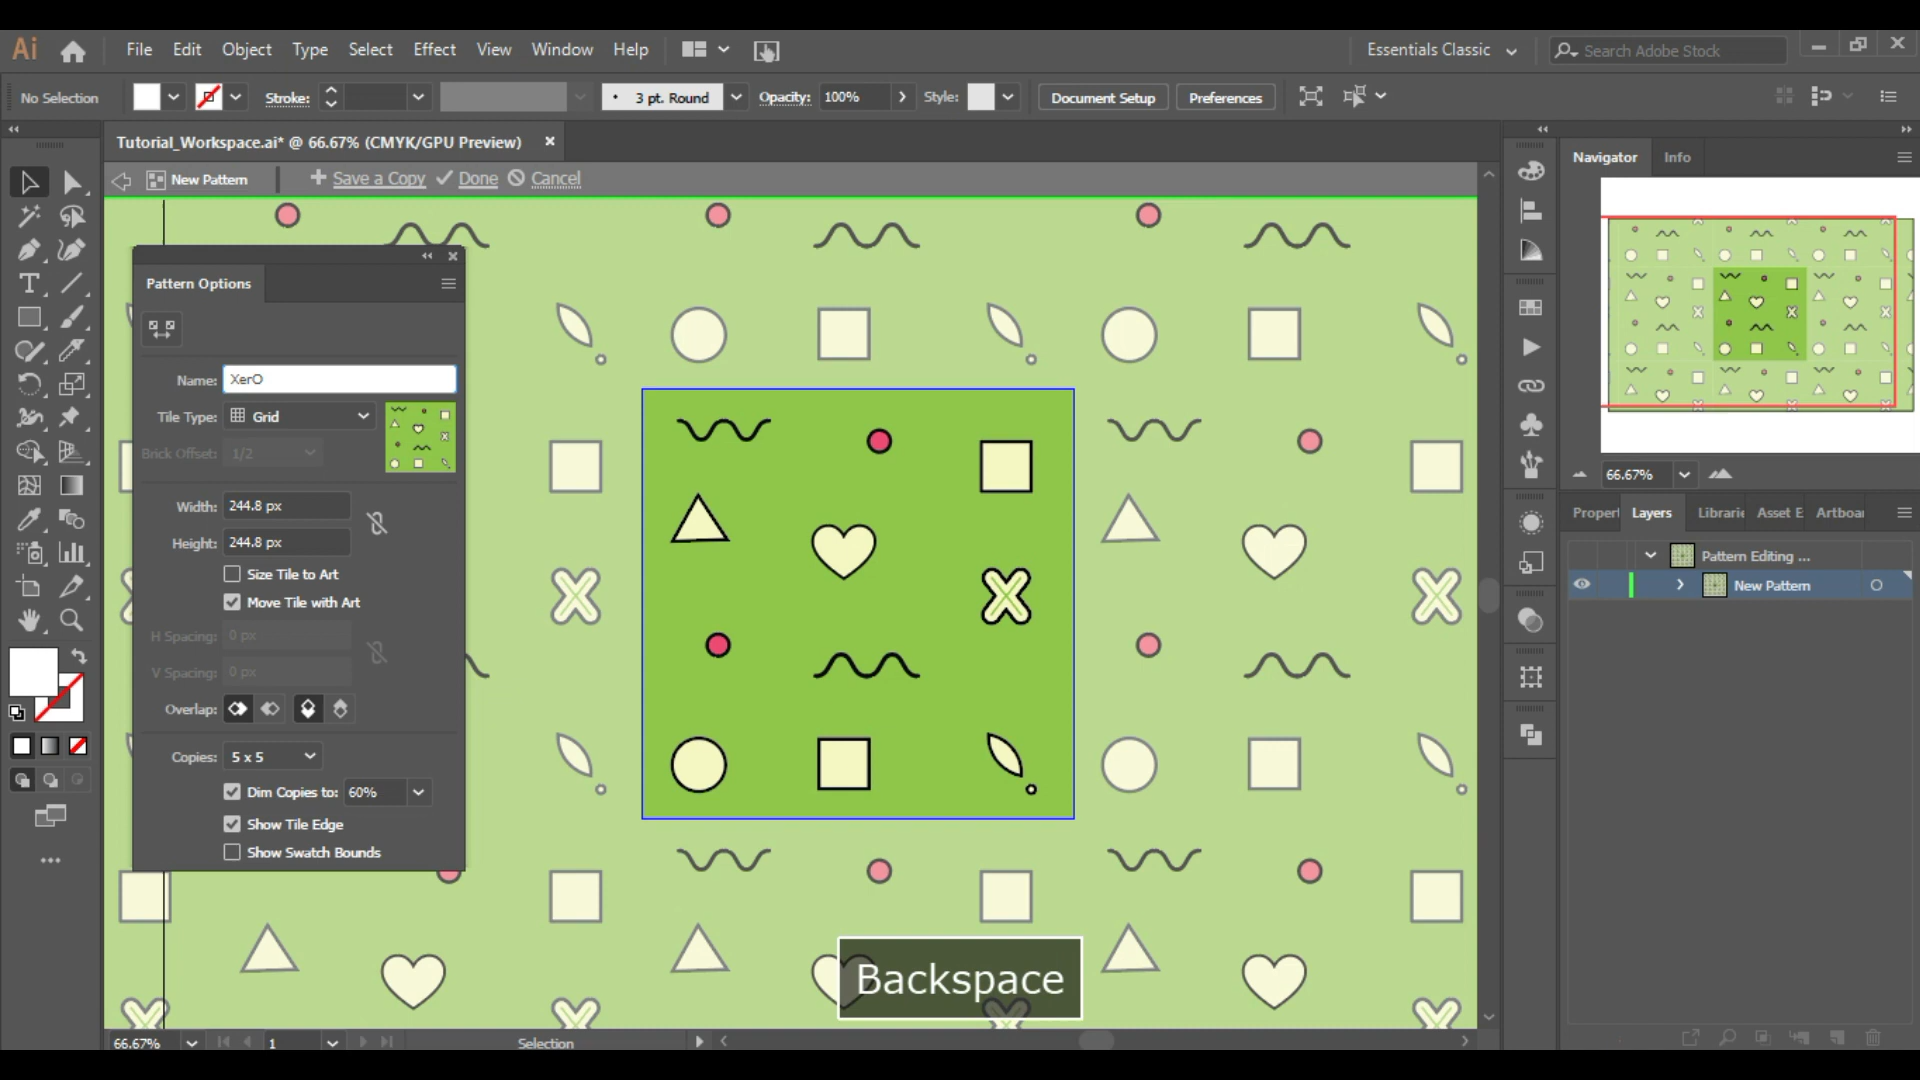 Ai File Edit Object Type Select Effect View Window Help Essentials Classic Search Adobe Stock
No Selection Stroke: 3 pt. Round Opacity: 100% Style: Document Setup Preferences
Tutorial_Workspace.ai* @ 66.67% (CMYK/GPU Preview)
New Pattern Save a Copy Done Cancel
Pattern Options
Name: XerO
Tile Type: Grid
Brick Offset: 1/2
Width: 244.8 px
Height: 244.8 px
Size Tile to Art
Move Tile with Art
H Spacing: 0 px
V Spacing: 0 px
Overlap:
Copies: 5 x 5
Dim Copies to: 60%
Show Tile Edge
Show Swatch Bounds
Backspace
66.67% 1 Selection
Navigator Info
66.67%
Propert Layers Librarie Asset E Artboar
Pattern Editing ...
New Pattern